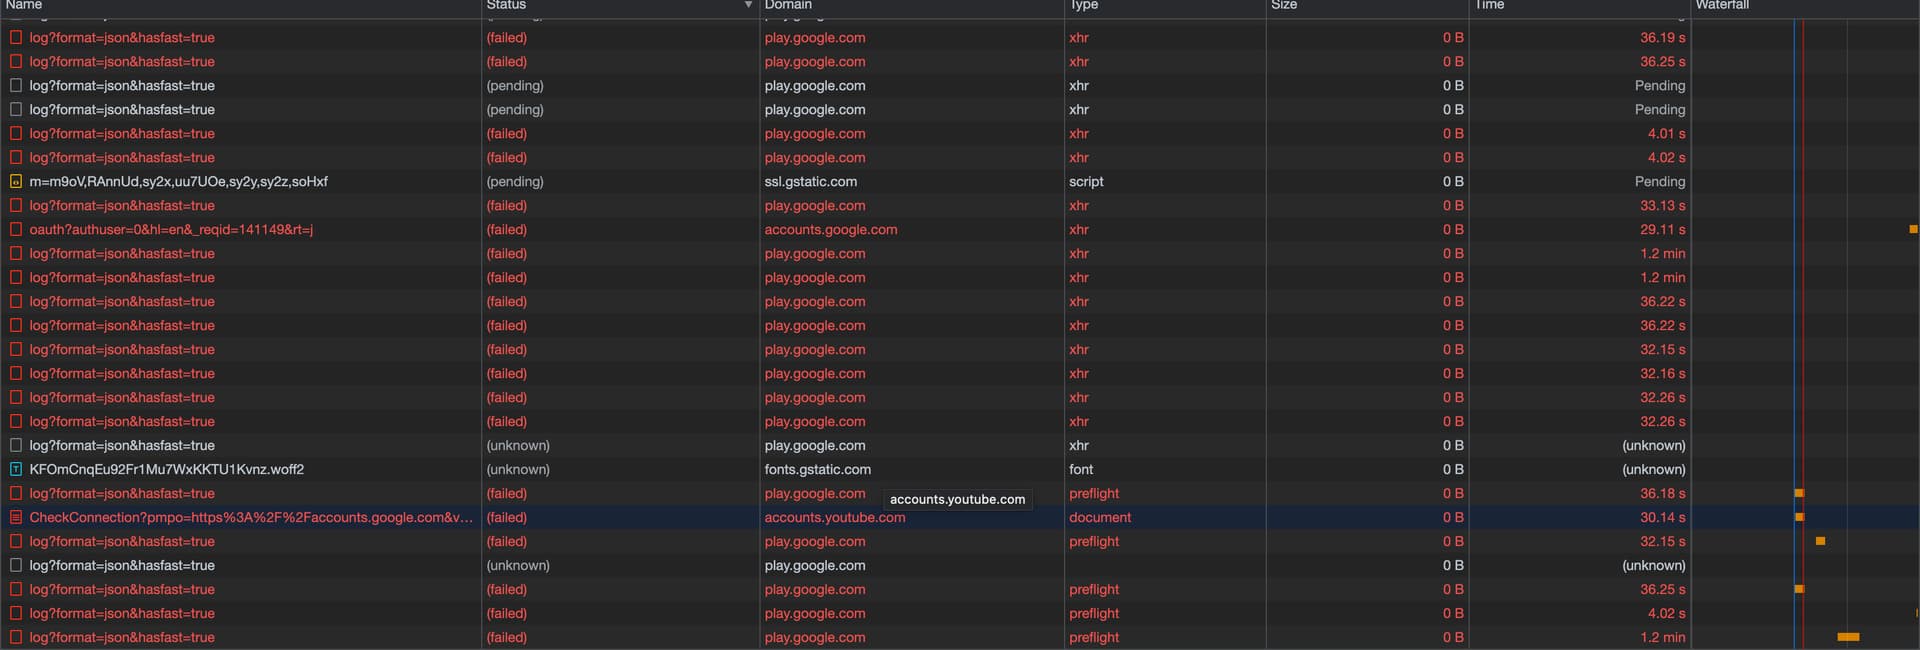 Name Status Domain Type Size Time Waterfall
log?format=json&hasfast=true (failed) play.google.com xhr 0 B 36.19 s
log?format=json&hasfast=true (failed) play.google.com xhr 0 B 36.25 s
log?format=json&hasfast=true (pending) play.google.com xhr 0 B Pending
log?format=json&hasfast=true (pending) play.google.com xhr 0 B Pending
log?format=json&hasfast=true (failed) play.google.com xhr 0 B 4.01 s
log?format=json&hasfast=true (failed) play.google.com xhr 0 B 4.02 s
m=m9oV,RAnnUd,sy2x,uu7UOe,sy2y,sy2z,soHxf (pending) ssl.gstatic.com script 0 B Pending
log?format=json&hasfast=true (failed) play.google.com xhr 0 B 33.13 s
oauth?authuser=0&hl=en&_reqid=141149&rt=j (failed) accounts.google.com xhr 0 B 29.11 s
log?format=json&hasfast=true (failed) play.google.com xhr 0 B 1.2 min
log?format=json&hasfast=true (failed) play.google.com xhr 0 B 1.2 min
log?format=json&hasfast=true (failed) play.google.com xhr 0 B 36.22 s
log?format=json&hasfast=true (failed) play.google.com xhr 0 B 36.22 s
log?format=json&hasfast=true (failed) play.google.com xhr 0 B 32.15 s
log?format=json&hasfast=true (failed) play.google.com xhr 0 B 32.16 s
log?format=json&hasfast=true (failed) play.google.com xhr 0 B 32.26 s
log?format=json&hasfast=true (failed) play.google.com xhr 0 B 32.26 s
log?format=json&hasfast=true (unknown) play.google.com xhr 0 B (unknown)
KFOmCnqEu92Fr1Mu7WxKKTU1Kvnz.woff2 (unknown) fonts.gstatic.com font 0 B (unknown)
log?format=json&hasfast=true (failed) play.google.com preflight 0 B 36.18 s
accounts.youtube.com
CheckConnection?pmpo=https%3A%2F%2Faccounts.google.com&v... (failed) accounts.youtube.com document 0 B 30.14 s
log?format=json&hasfast=true (failed) play.google.com preflight 0 B 32.15 s
log?format=json&hasfast=true (unknown) play.google.com 0 B (unknown)
log?format=json&hasfast=true (failed) play.google.com preflight 0 B 36.25 s
log?format=json&hasfast=true (failed) play.google.com preflight 0 B 4.02 s
log?format=json&hasfast=true (failed) play.google.com preflight 0 B 1.2 min